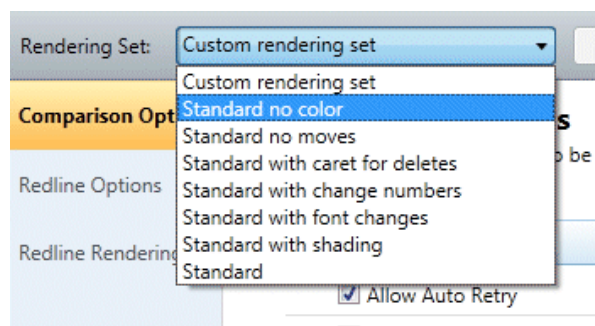 Rendering Set: Custom rendering set
Custom rendering set
Comparison Opt Standard no color s
Standard no moves
Standard with caret for deletes o be
Redline Options Standard with change numbers
Standard with font changes
Redline Rendering Standard with shading
Standard
Allow Auto Retry